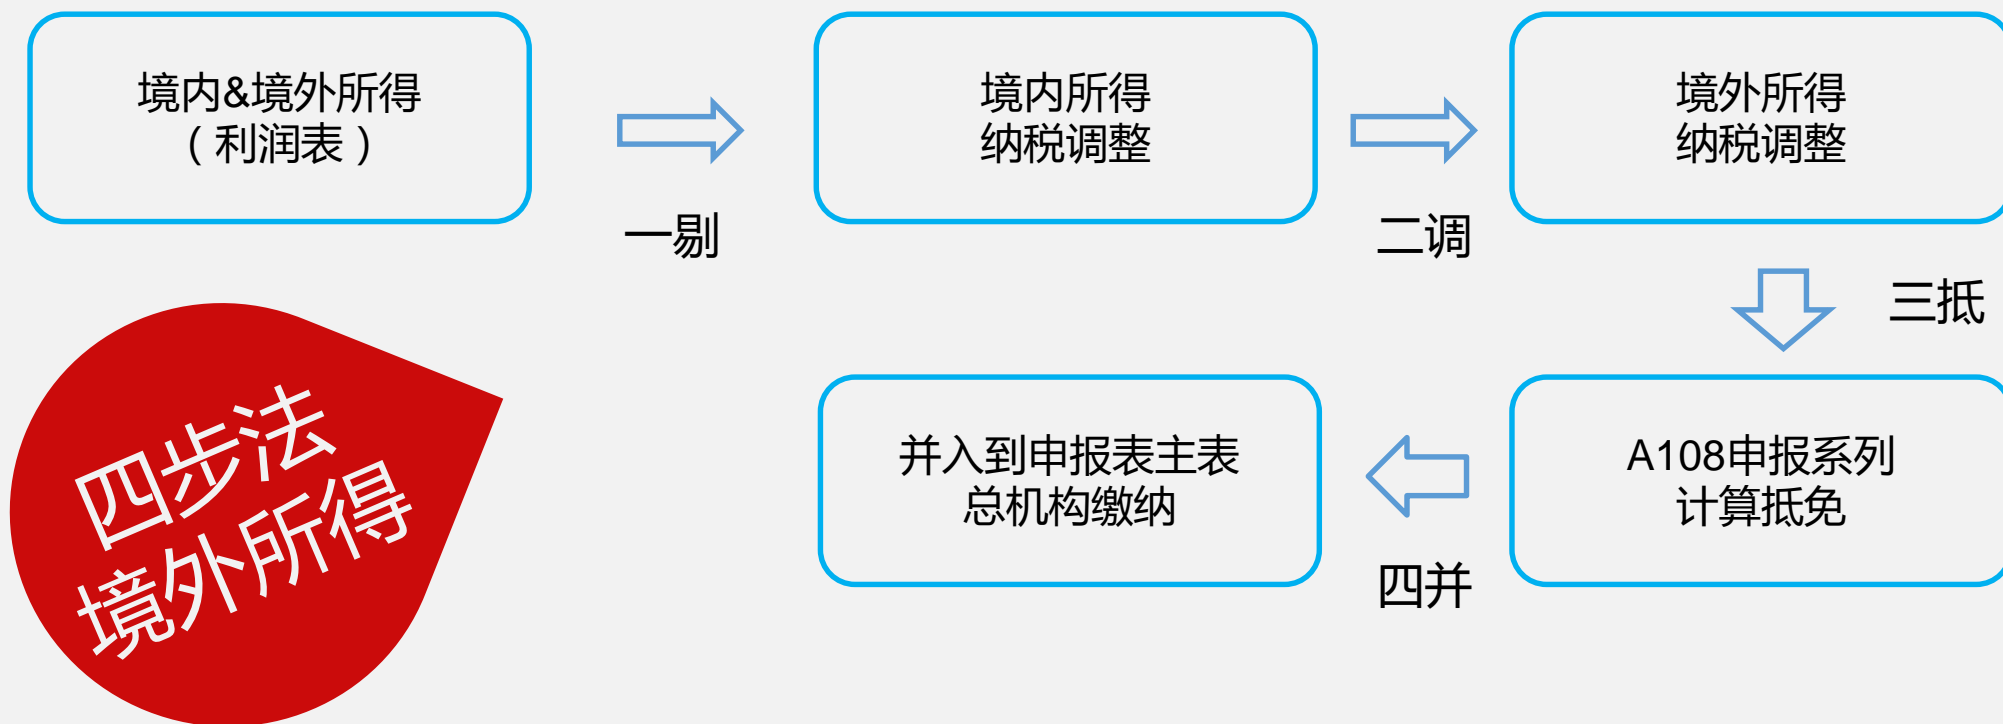 境内&境外所得
（利润表）
境内所得
纳税调整
境外所得
纳税调整
一剔
二调
三抵
四步法
境外所得
并入到申报表主表
总机构缴纳
A108申报系列
计算抵免
四并